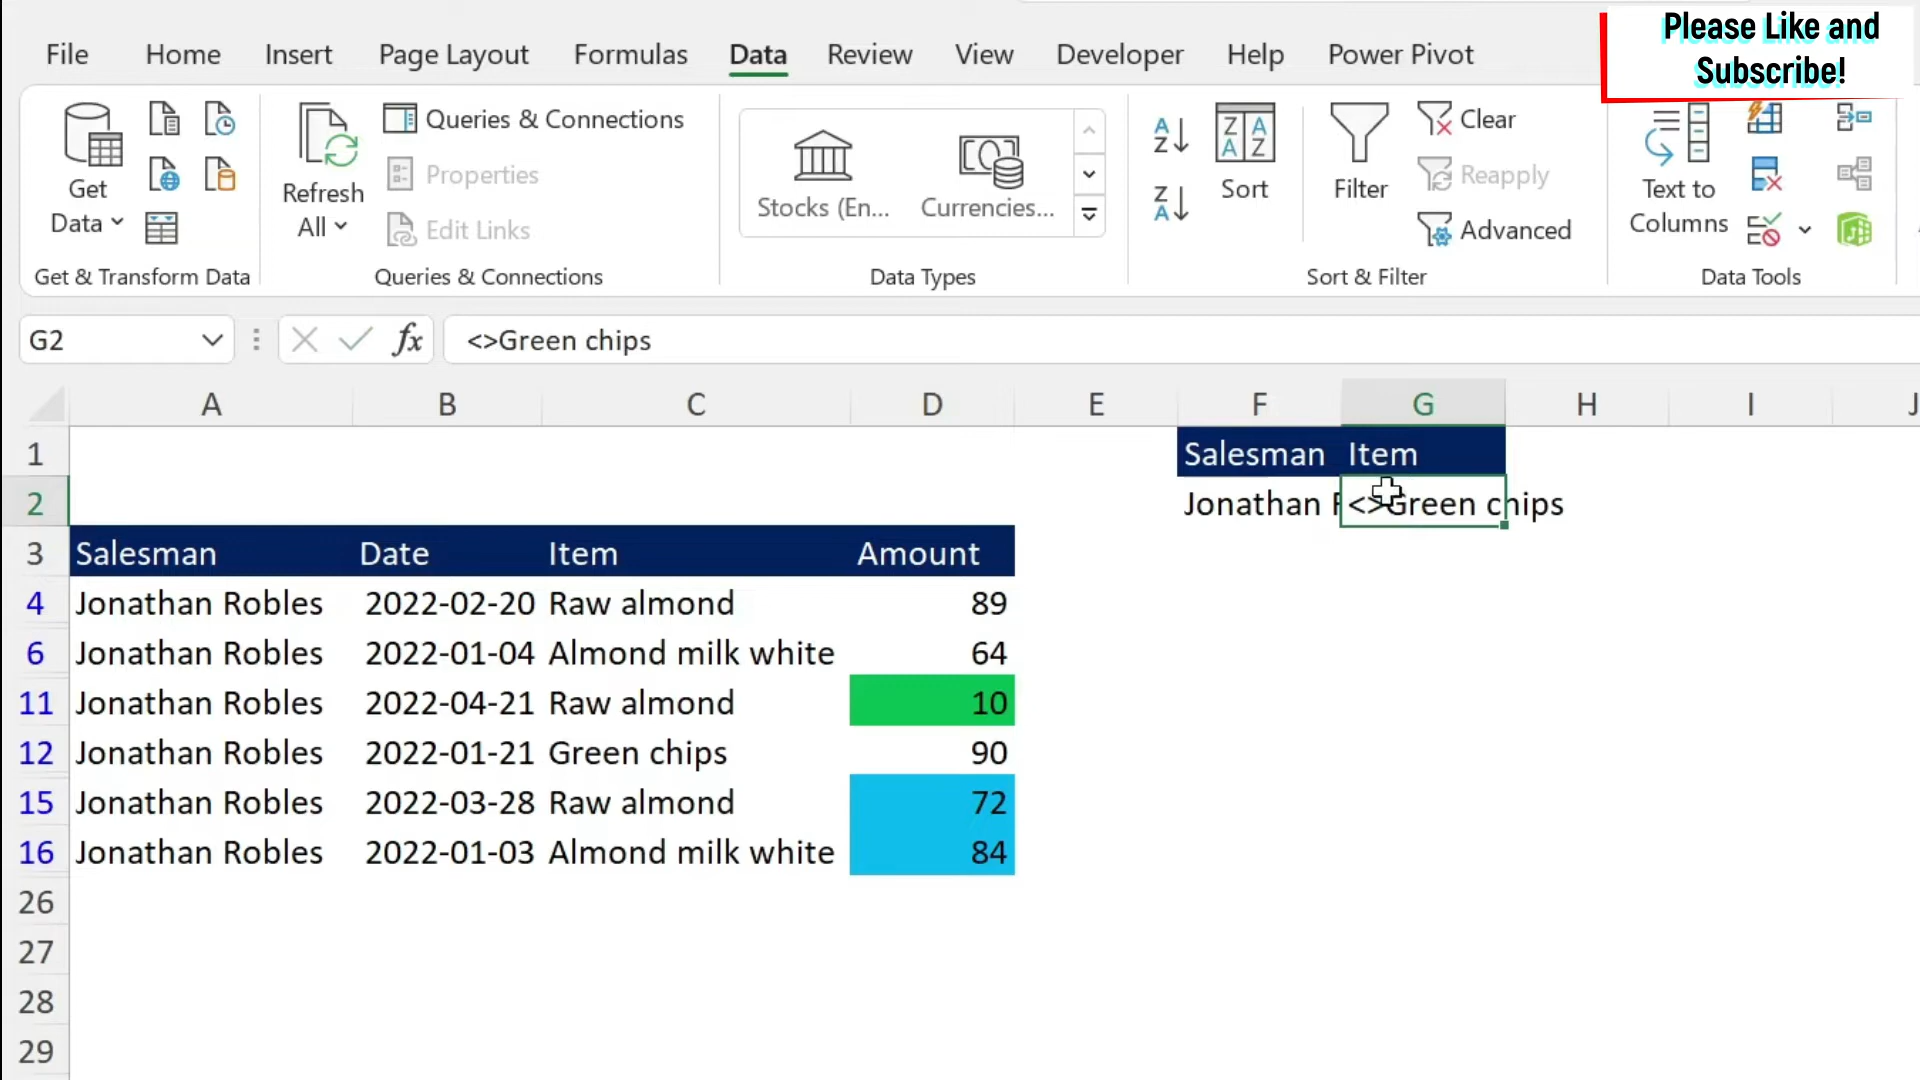 Please Like and
Subscribe!
File Home Insert Page Layout Formulas Data Review View Developer Help Power Pivot
Get
Data
Refresh
All
Queries & Connections
Properties
Edit Links
Stocks (En...
Currencies...
Sort
Filter
Clear
Reapply
Advanced
Text to
Columns
Get & Transform Data
Queries & Connections
Data Types
Sort & Filter
Data Tools
G2 fx <>Green chips
A B C D E F G H I J
1 Salesman Item
2 Jonathan <>Green chips
3 Salesman Date Item Amount
4 Jonathan Robles 2022-02-20 Raw almond 89
6 Jonathan Robles 2022-01-04 Almond milk white 64
11 Jonathan Robles 2022-04-21 Raw almond 10
12 Jonathan Robles 2022-01-21 Green chips 90
15 Jonathan Robles 2022-03-28 Raw almond 72
16 Jonathan Robles 2022-01-03 Almond milk white 84
26
27
28
29